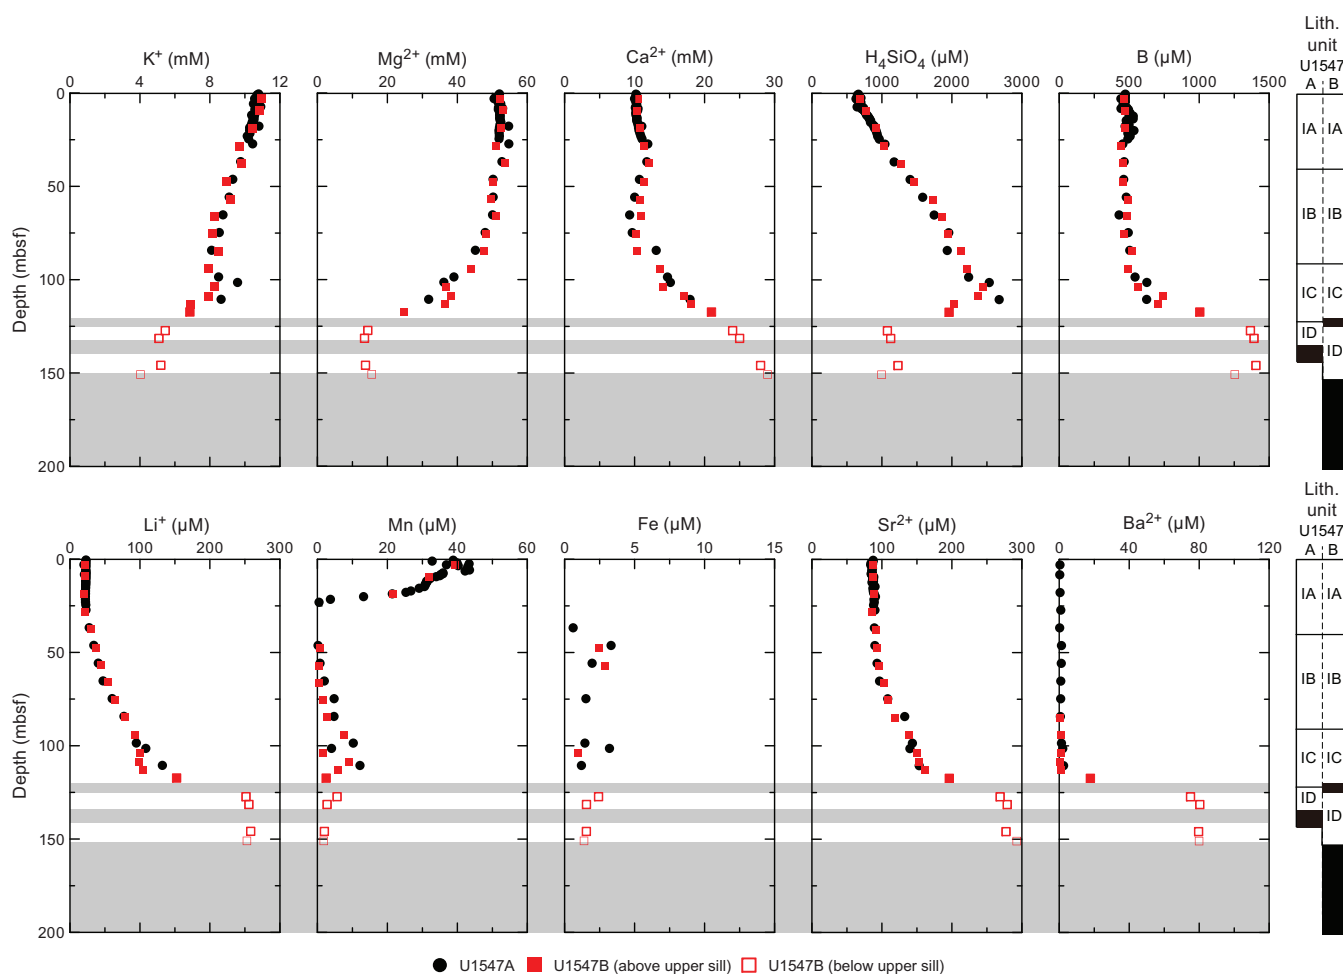 Lith.
unit
U1547
A B
K+ (mM) Mg2+ (mM) Ca2+ (mM) H4SiO4 (µM) B (µM)
0 4 8 12 0 20 40 60 0 10 20 30 0 1000 2000 3000 0 500 1000 1500
0
50
100
150
200
Depth (mbsf)
IA IA
IB IB
IC IC
ID
ID
Lith.
unit
U1547
A B
Li+ (µM) Mn (µM) Fe (µM) Sr2+ (µM) Ba2+ (µM)
0 100 200 300 0 20 40 60 0 5 10 15 0 100 200 300 0 40 80 120
0
50
100
150
200
Depth (mbsf)
IA IA
IB IB
IC IC
ID
ID
U1547A U1547B (above upper sill) U1547B (below upper sill)